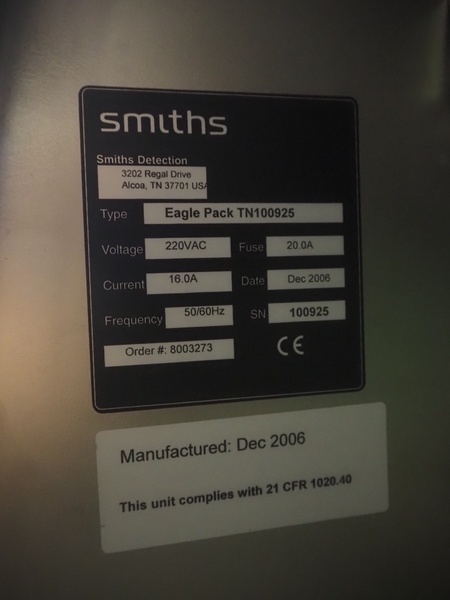 smiths
Smiths Detection
3202 Regal Drive
Alcoa, TN 37701 USA
Type Eagle Pack TN100925
Voltage 220VAC Fuse 20.0A
Current 16.0A Date Dec 2006
Frequency 50/60Hz SN 100925
Order #: 8003273 CE
Manufactured: Dec 2006
This unit complies with 21 CFR 1020.40